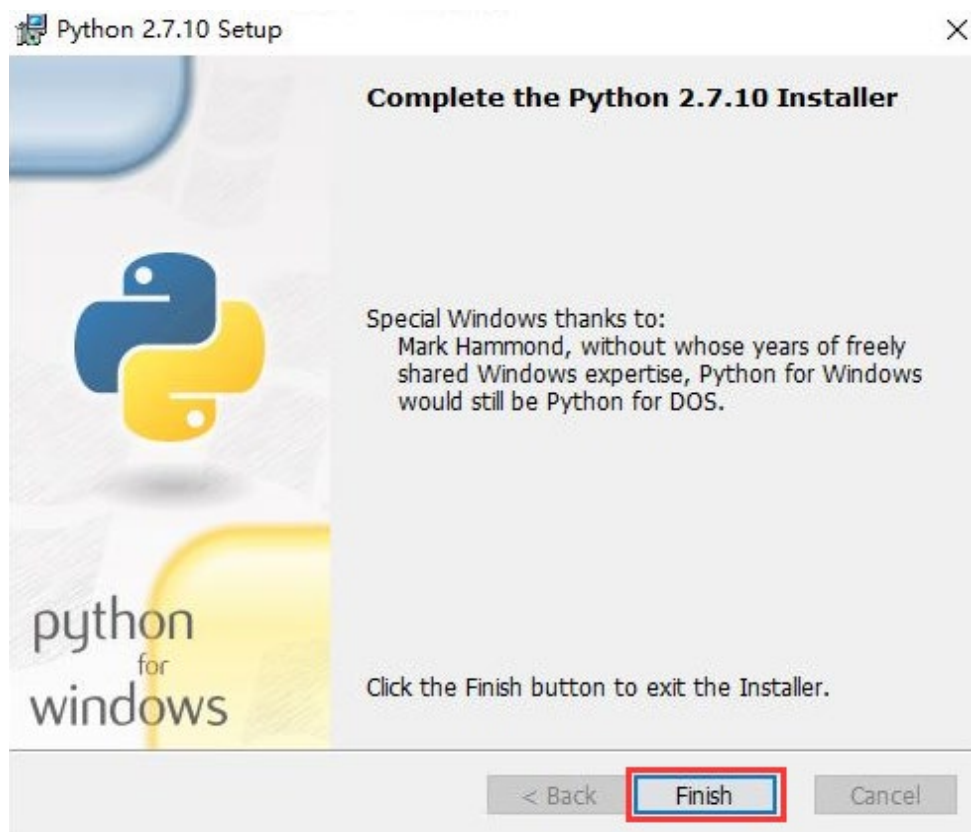 Python 2.7.10 Setup
Complete the Python 2.7.10 Installer
Special Windows thanks to:
Mark Hammond, without whose years of freely
shared Windows expertise, Python for Windows
would still be Python for DOS.
python
for
windows
Click the Finish button to exit the Installer.
< Back Finish Cancel